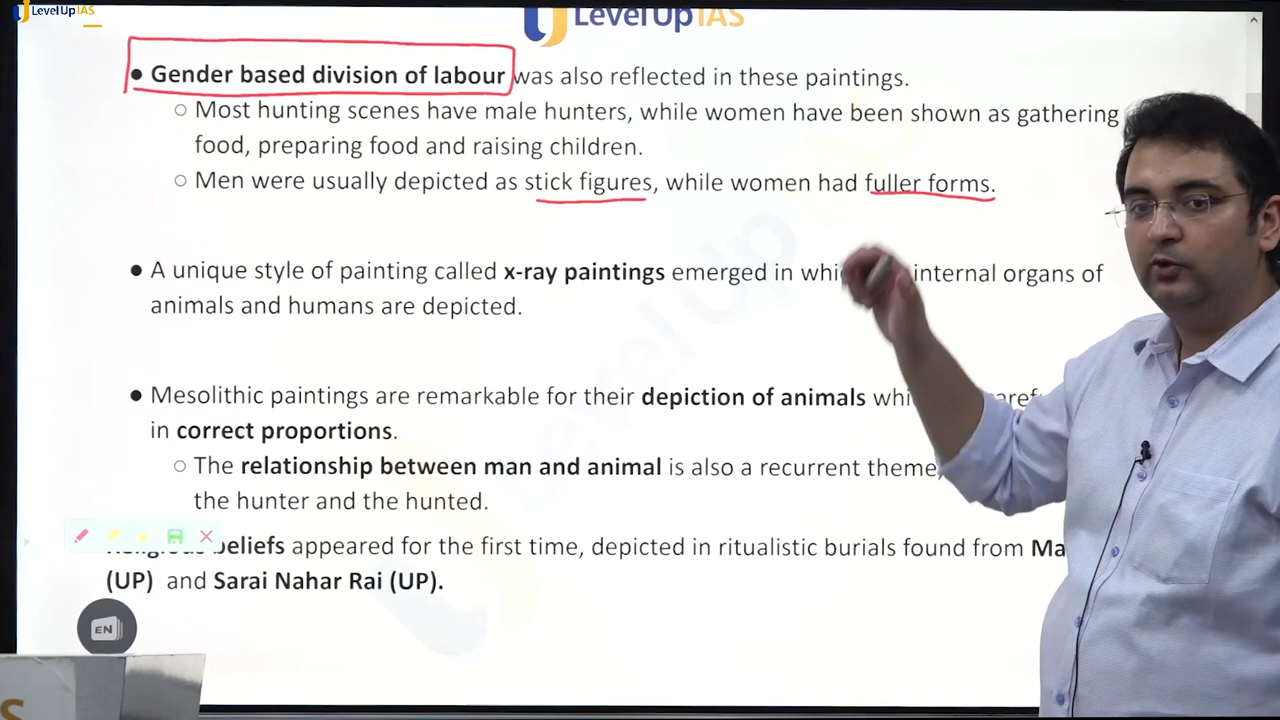 LevelUp IAS
LevelUp IAS
● Gender based division of labour was also reflected in these paintings.
○ Most hunting scenes have male hunters, while women have been shown as gathering
food, preparing food and raising children.
○ Men were usually depicted as stick figures, while women had fuller forms.
● A unique style of painting called x-ray paintings emerged in internal organs of
animals and humans are depicted.
● Mesolithic paintings are remarkable for their depiction of animals
in correct proportions.
○ The relationship between man and animal is also a recurrent theme,
the hunter and the hunted.
beliefs appeared for the first time, depicted in ritualistic burials found from
(UP) and Sarai Nahar Rai (UP).
EN